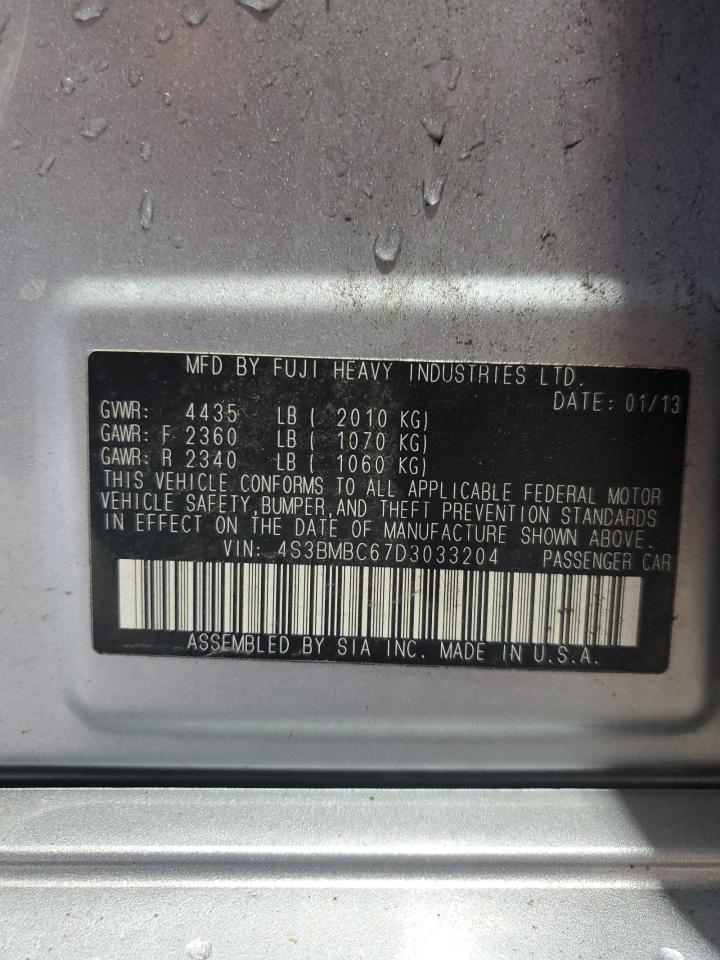 MFD BY FUJI HEAVY INDUSTRIES LTD.
DATE: 01/13
GVWR: 4435 LB ( 2010 KG)
GAWR: F 2360 LB ( 1070 KG)
GAWR: R 2340 LB ( 1060 KG)
THIS VEHICLE CONFORMS TO ALL APPLICABLE FEDERAL MOTOR
VEHICLE SAFETY,BUMPER,AND THEFT PREVENTION STANDARDS
IN EFFECT ON THE DATE OF MANUFACTURE SHOWN ABOVE.
VIN: 4S3BMBC67D3033204 PASSENGER CAR
ASSEMBLED BY SIA INC. MADE IN U.S.A.